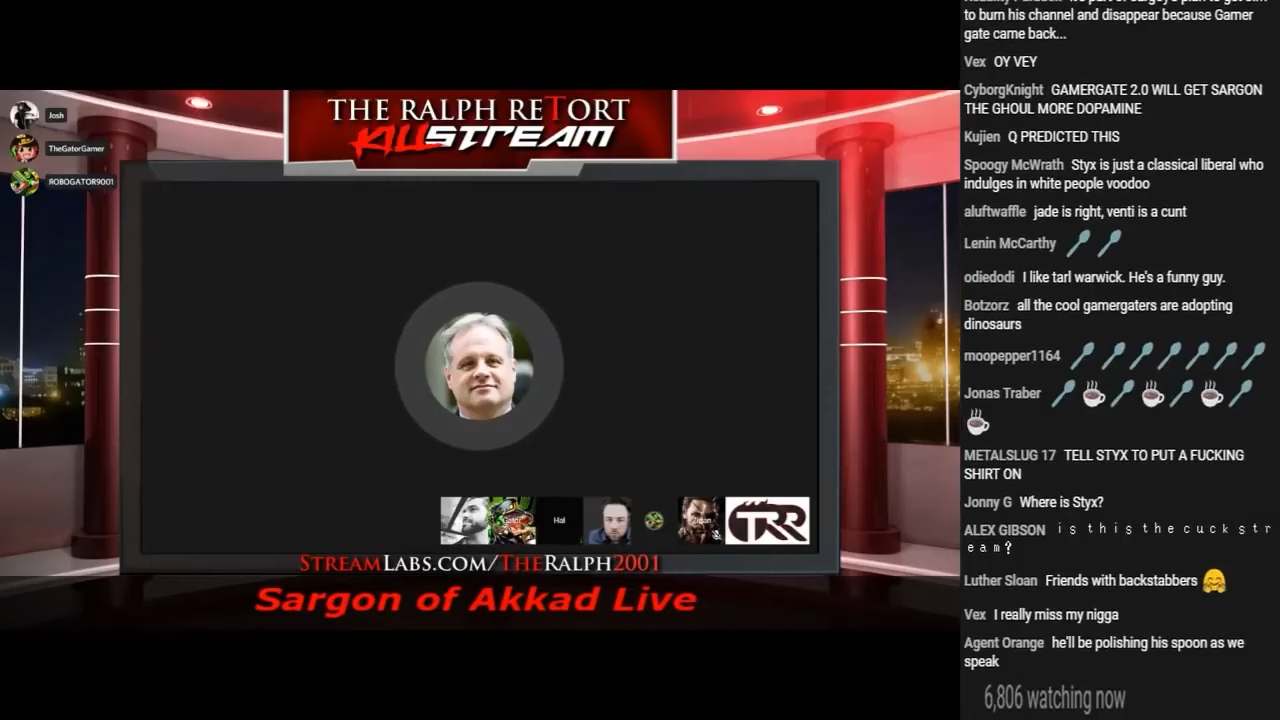 to burn his channel and disappear because Gamer
gate came back...
Vex OY VEY
CyborgKnight GAMERGATE 2.0 WILL GET SARGON
THE GHOUL MORE DOPAMINE
Kujien Q PREDICTED THIS
Spoogy McWrath Styx is just a classical liberal who
indulges in white people voodoo
aluftwaffle jade is right, venti is a cunt
Lenin McCarthy
odiedodi I like tarl warwick. He's a funny guy.
Botzorz all the cool gamergaters are adopting
dinosaurs
moopepper1164
Jonas Traber
METALSLUG 17 TELL STYX TO PUT A FUCKING
SHIRT ON
Jonny G Where is Styx?
ALEX GIBSON is this the cuck str
eam?
Luther Sloan Friends with backstabbers
Vex I really miss my nigga
Agent Orange he'll be polishing his spoon as we
speak
6,806 watching now
Josh
TheGatorGamer
ЯOBOGATOR9001
THE RALPH RETORT
KILLSTREAM
Hal
TRR
STREAMLABS.COM/THERALPH2001
Sargon of Akkad Live